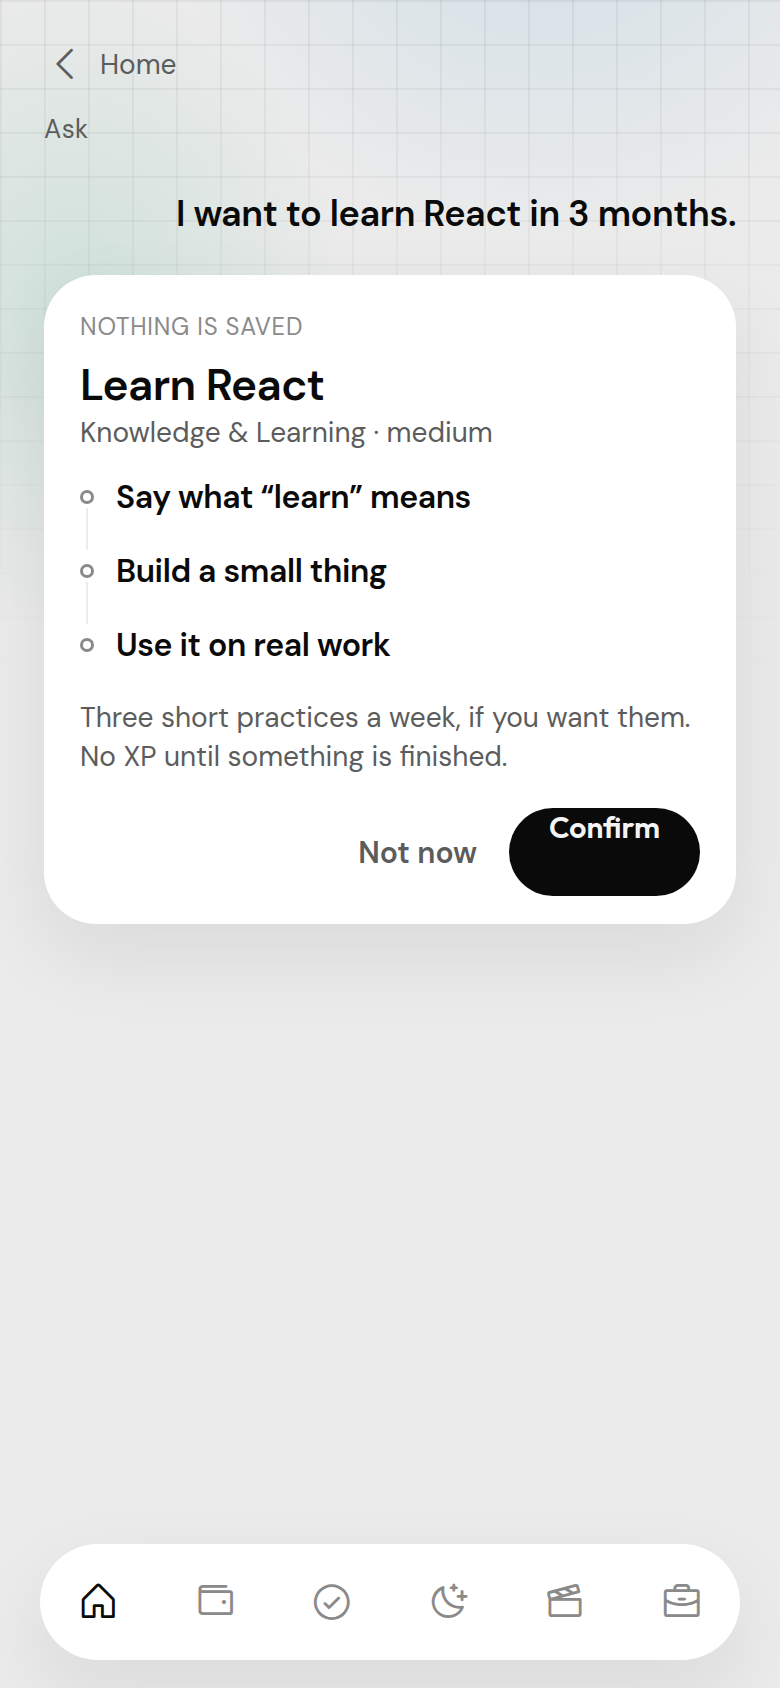 Home
Ask
I want to learn React in 3 months.
NOTHING IS SAVED
Learn React
Knowledge & Learning · medium
Say what “learn” means
Build a small thing
Use it on real work
Three short practices a week, if you want them.
No XP until something is finished.
Not now
Confirm